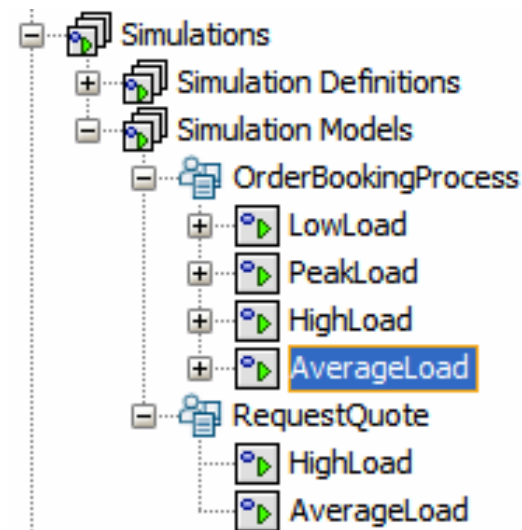 Simulations
Simulation Definitions
Simulation Models
OrderBookingProcess
LowLoad
PeakLoad
HighLoad
AverageLoad
RequestQuote
HighLoad
AverageLoad